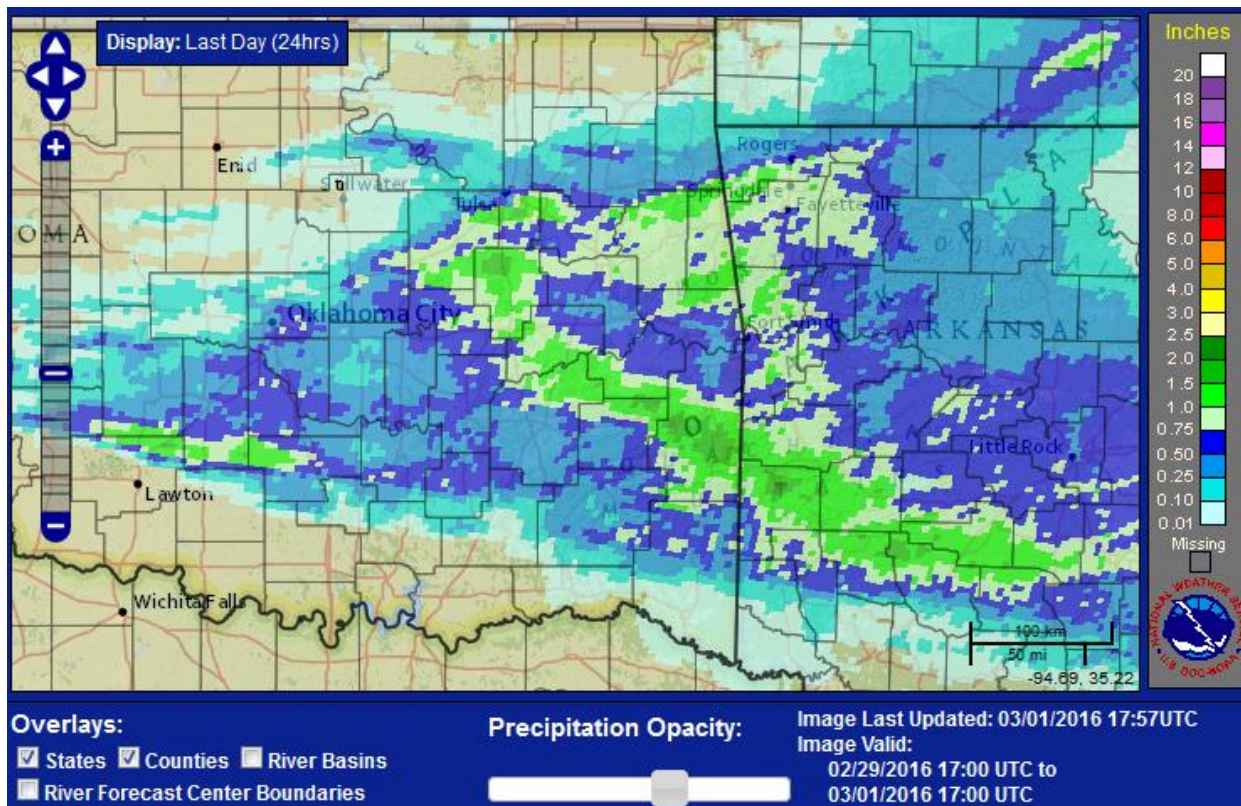 Display: Last Day (24hrs)
Inches
20
18
16
14
12
10
8.0
6.0
5.0
4.0
3.0
2.5
2.0
1.5
1.0
0.75
0.50
0.25
0.10
0.01
Missing
Rogers
Enid
Stillwater
Tulsa
Springdale
Fayetteville
OMA
Oklahoma City
Fort Smith
ARKANSAS
Little Rock
Lawton
Wichita Falls
100 km
50 mi
-94.69, 35.22
NATIONAL WEATHER
Overlays:
States Counties River Basins
River Forecast Center Boundaries
Precipitation Opacity:
Image Last Updated: 03/01/2016 17:57UTC
Image Valid:
02/29/2016 17:00 UTC to
03/01/2016 17:00 UTC